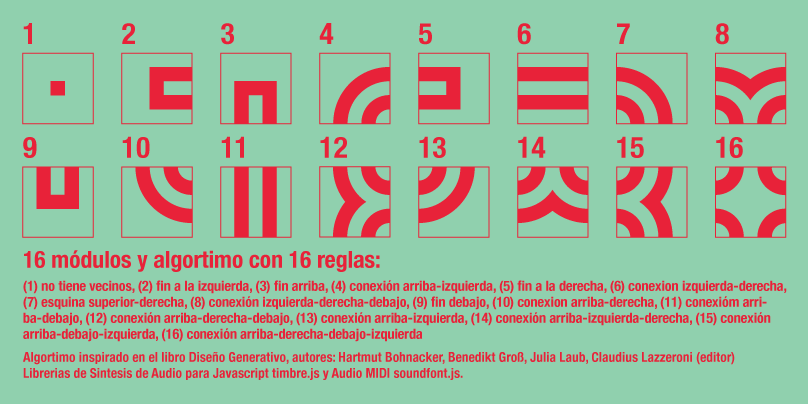 1 2 3 4 5 6 7 8
9 10 11 12 13 14 15 16
16 módulos y algortimo con 16 reglas:
(1) no tiene vecinos, (2) fin a la izquierda, (3) fin arriba, (4) conexión arriba-izquierda, (5) fin a la derecha, (6) conexion izquierda-derecha,
(7) esquina superior-derecha, (8) conexión izquierda-derecha-debajo, (9) fin debajo, (10) conexion arriba-derecha, (11) conexióm arri-
ba-debajo, (12) conexión arriba-derecha-debajo, (13) conexión arriba-izquierda, (14) conexión arriba-izquierda-derecha, (15) conexión
arriba-debajo-izquierda, (16) conexión arriba-derecha-debajo-izquierda
Algortimo inspirado en el libro Diseño Generativo, autores: Hartmut Bohnacker, Benedikt Groß, Julia Laub, Claudius Lazzeroni (editor)
Librerias de Sintesis de Audio para Javascript timbre.js y Audio MIDI soundfont.js.